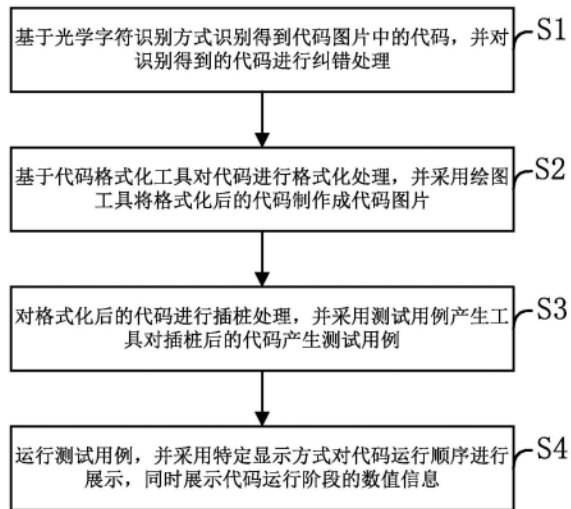 基于光学字符识别方式识别得到代码图片中的代码，并对
识别得到的代码进行纠错处理
S1
基于代码格式化工具对代码进行格式化处理，并采用绘图
工具将格式化后的代码制作成代码图片
S2
对格式化后的代码进行插桩处理，并采用测试用例产生工
具对插桩后的代码产生测试用例
S3
运行测试用例，并采用特定显示方式对代码运行顺序进行
展示，同时展示代码运行阶段的数值信息
S4